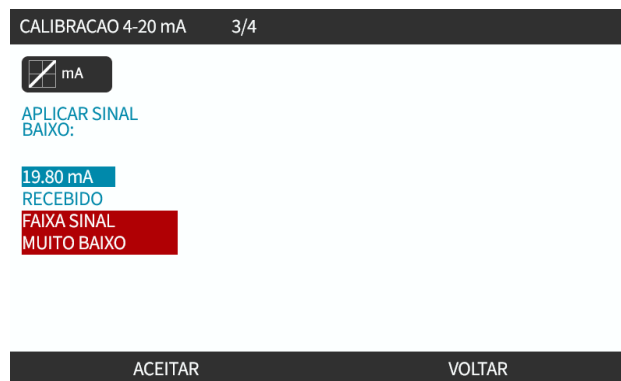 CALIBRACAO 4-20 mA 3/4
mA
APLICAR SINAL
BAIXO:
19.80 mA
RECEBIDO
FAIXA SINAL
MUITO BAIXO
ACEITAR VOLTAR